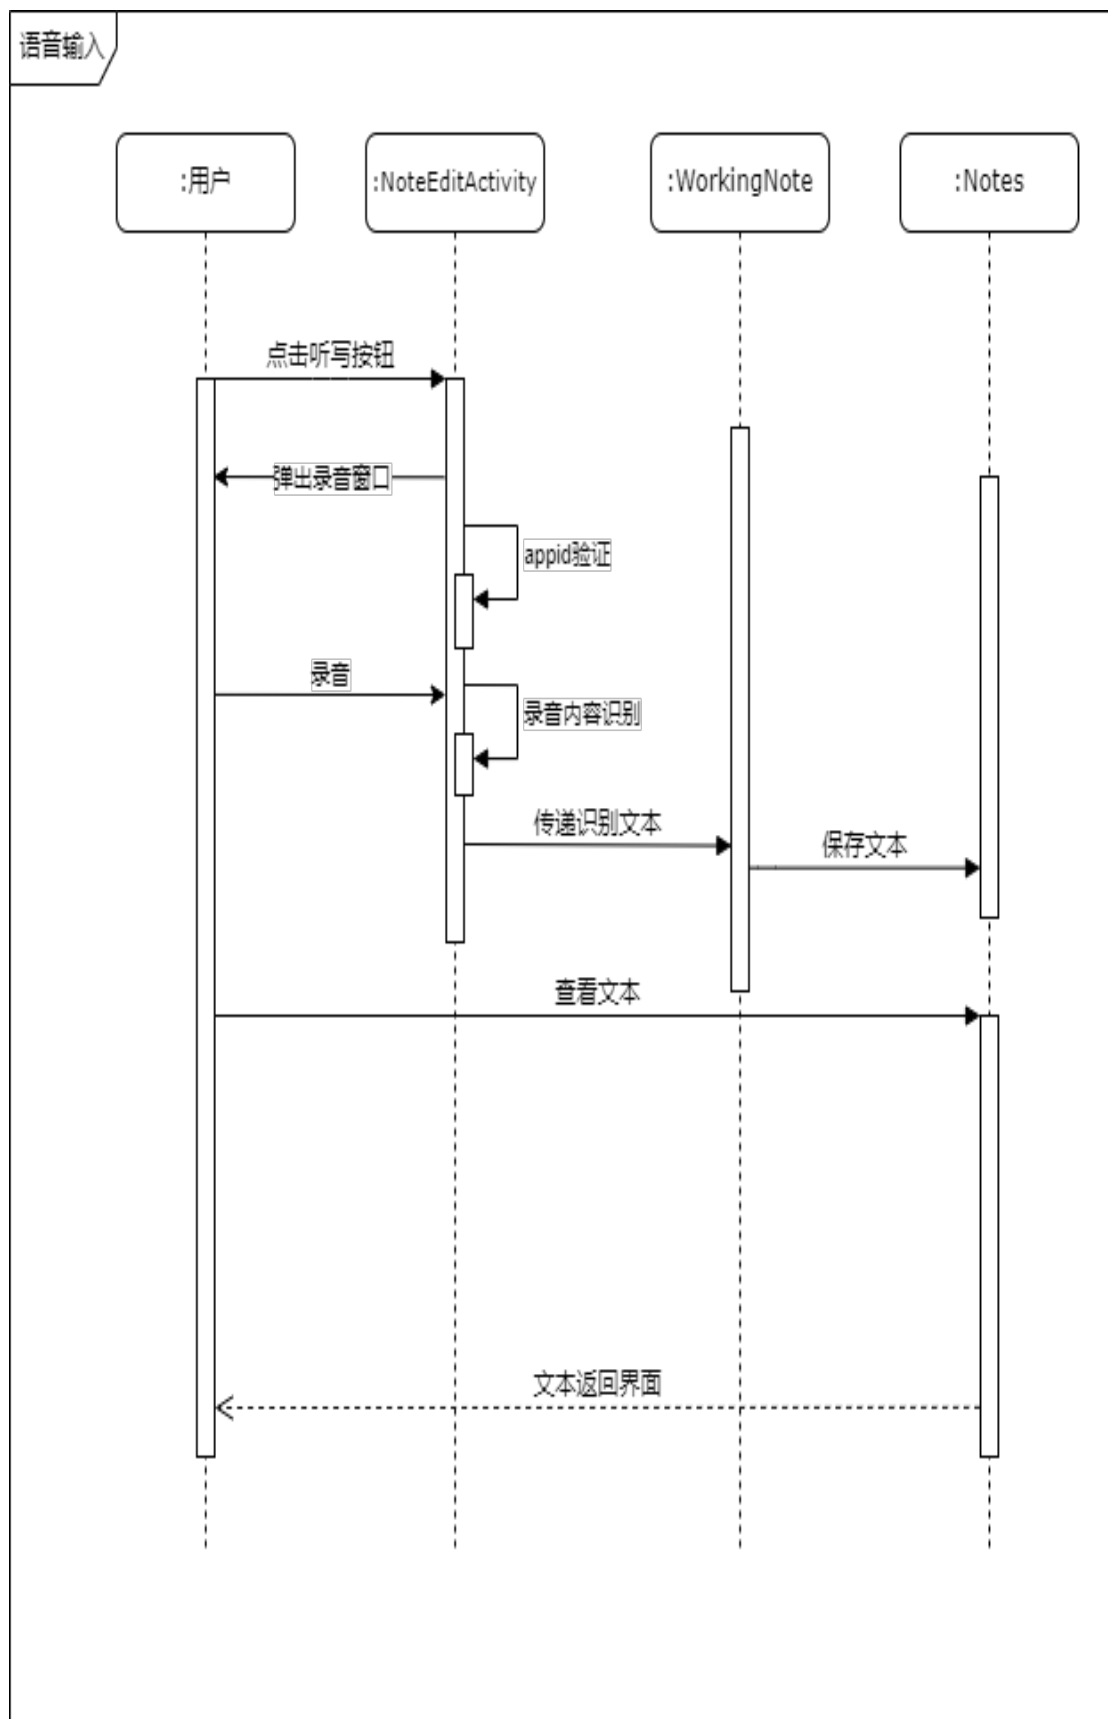 语音输入
:用户
:NoteEditActivity
:WorkingNote
:Notes
点击听写按钮
弹出录音窗口
appid验证
录音
录音内容识别
传递识别文本
保存文本
查看文本
文本返回界面